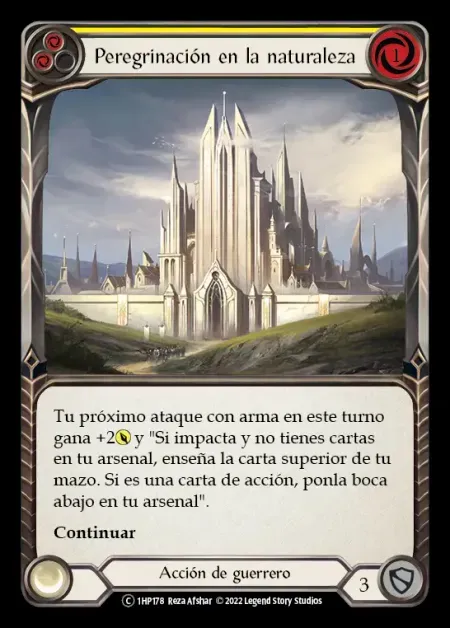 Peregrinación en la naturaleza
1
Tu próximo ataque con arma en este turno
gana +2 y "Si impacta y no tienes cartas
en tu arsenal, enseña la carta superior de tu
mazo. Si es una carta de acción, ponla boca
abajo en tu arsenal".
Continuar
Acción de guerrero
3
C 1HP178 Reza Afshar © 2022 Legend Story Studios